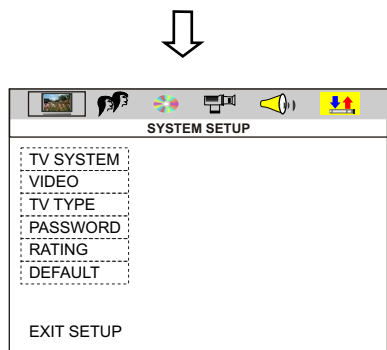 SYSTEM SETUP
TV SYSTEM
VIDEO
TV TYPE
PASSWORD
RATING
DEFAULT
EXIT SETUP